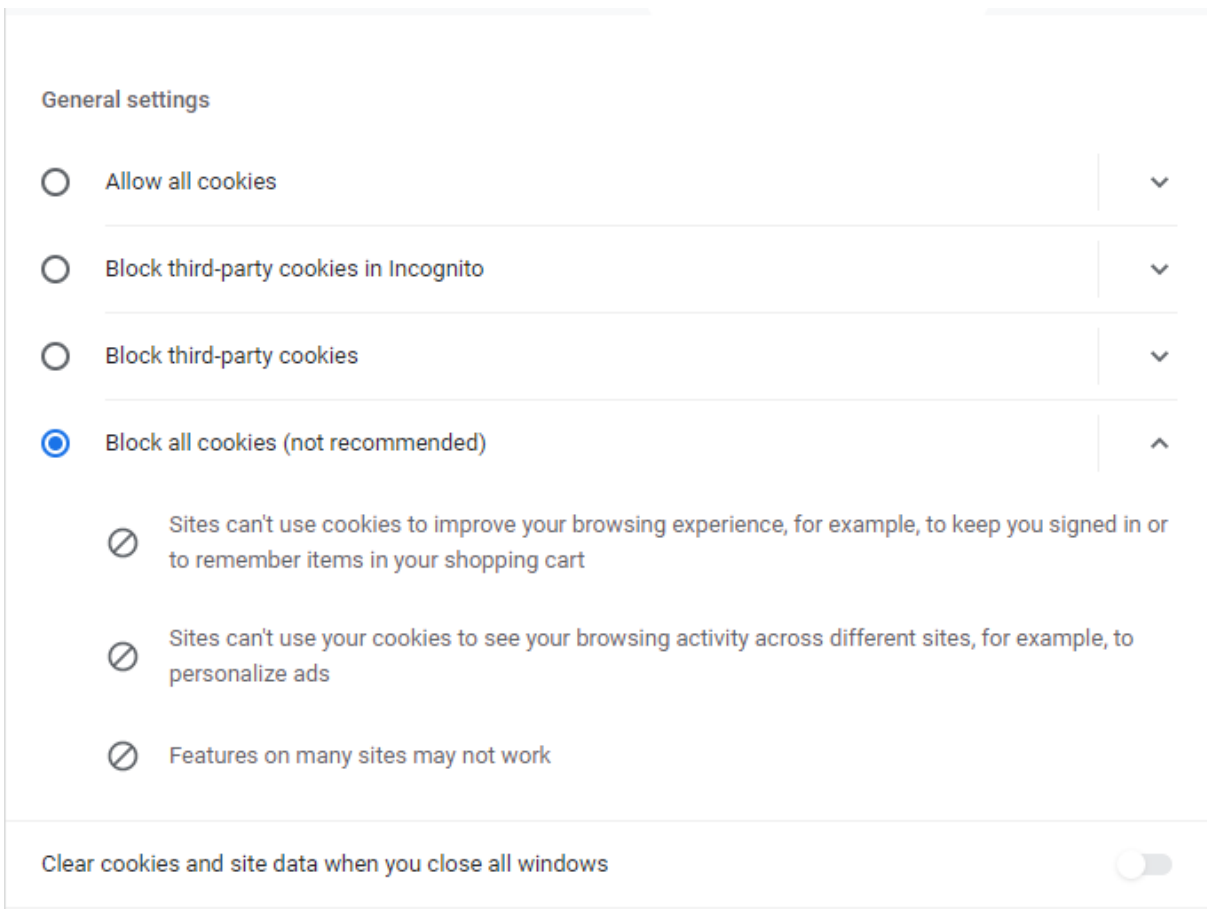 General settings
Allow all cookies
Block third-party cookies in Incognito
Block third-party cookies
Block all cookies (not recommended)
Sites can't use cookies to improve your browsing experience, for example, to keep you signed in or
to remember items in your shopping cart
Sites can't use your cookies to see your browsing activity across different sites, for example, to
personalize ads
Features on many sites may not work
Clear cookies and site data when you close all windows